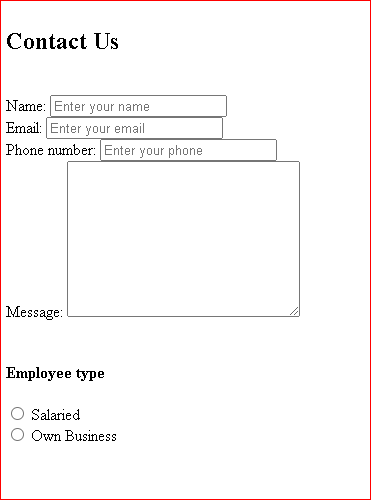 Contact Us
Name: Enter your name
Email: Enter your email
Phone number: Enter your phone
Message:
Employee type
Salaried
Own Business